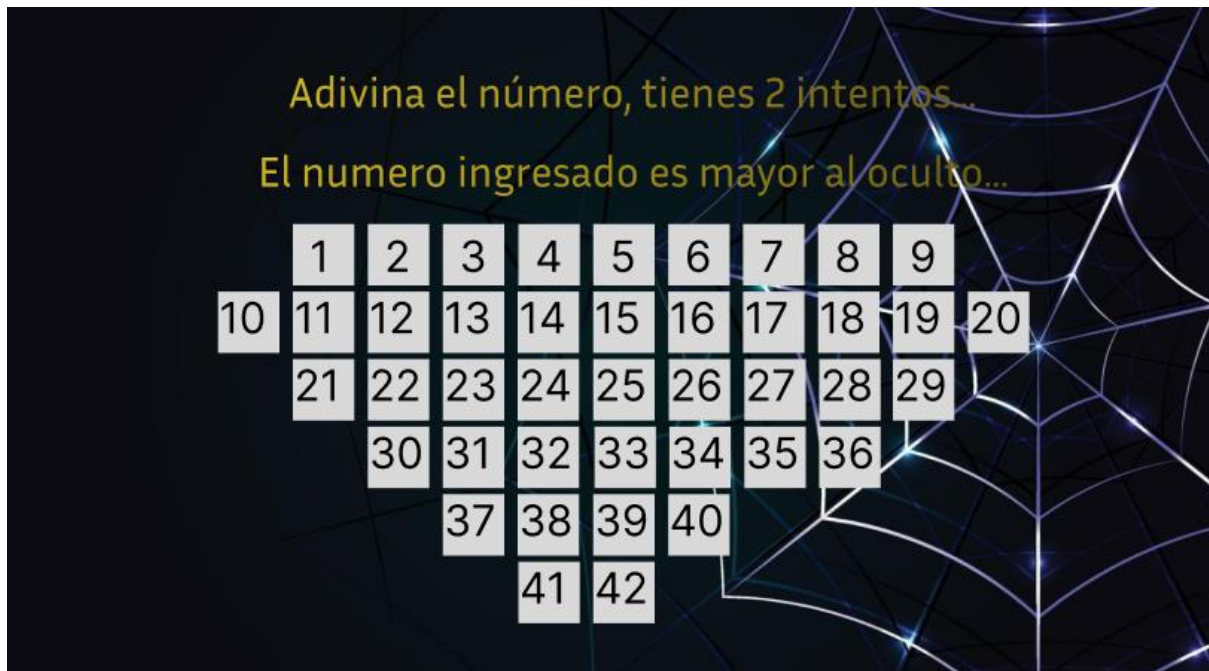 Adivina el número, tienes 2 intentos...
El numero ingresado es mayor al oculto...
1 2 3 4 5 6 7 8 9
10 11 12 13 14 15 16 17 18 19 20
21 22 23 24 25 26 27 28 29
30 31 32 33 34 35 36
37 38 39 40
41 42